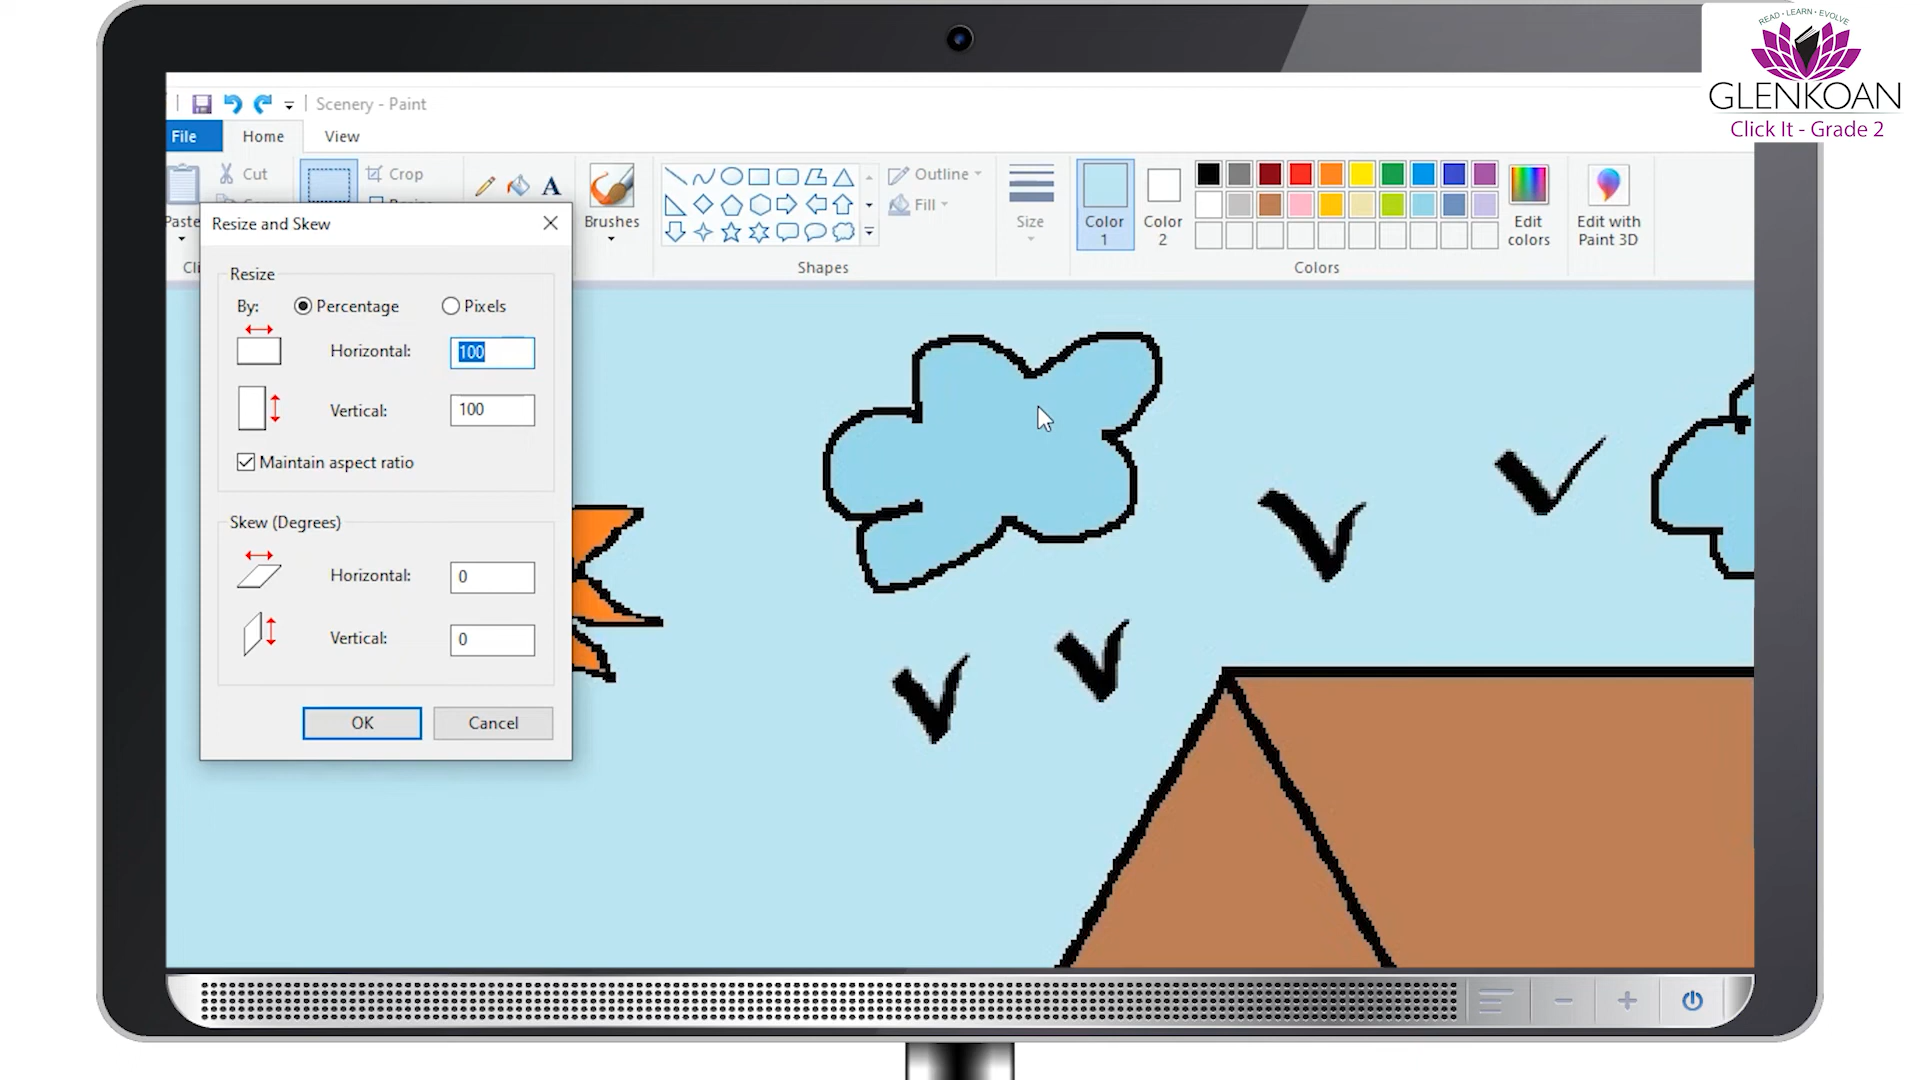 READ • LEARN • EVOLVE
GLENKOAN
Click It - Grade 2
Scenery - Paint
File Home View
Cut
Crop
Paste
Brushes
Outline
Fill
Size
Color 1
Color 2
Edit colors
Edit with Paint 3D
Shapes
Colors
Resize and Skew
Resize
By: Percentage Pixels
Horizontal: 100
Vertical: 100
Maintain aspect ratio
Skew (Degrees)
Horizontal: 0
Vertical: 0
OK Cancel